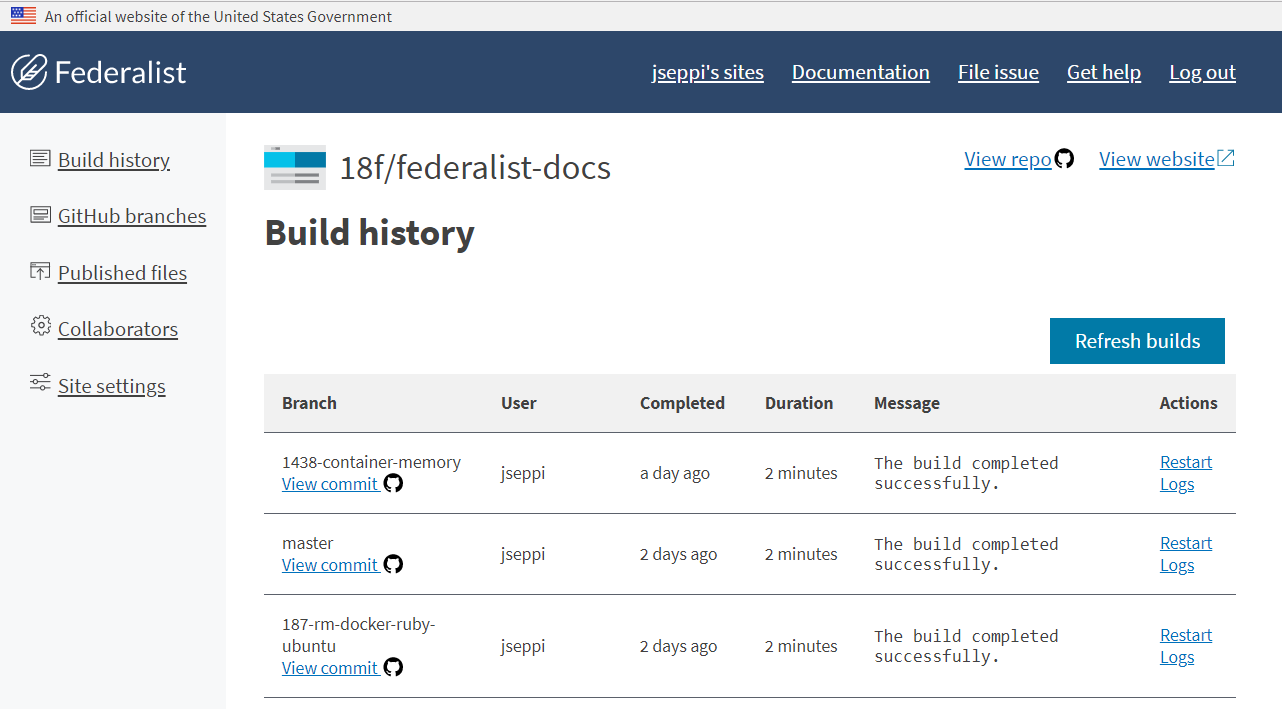 An official website of the United States Government
Federalist
jseppi's sites Documentation File issue Get help Log out
Build history
GitHub branches
Published files
Collaborators
Site settings
18f/federalist-docs
View repo View website
Build history
Refresh builds
Branch User Completed Duration Message Actions
1438-container-memory
View commit
jseppi
a day ago
2 minutes
The build completed
successfully.
Restart
Logs
master
View commit
jseppi
2 days ago
2 minutes
The build completed
successfully.
Restart
Logs
187-rm-docker-ruby-
ubuntu
View commit
jseppi
2 days ago
2 minutes
The build completed
successfully.
Restart
Logs